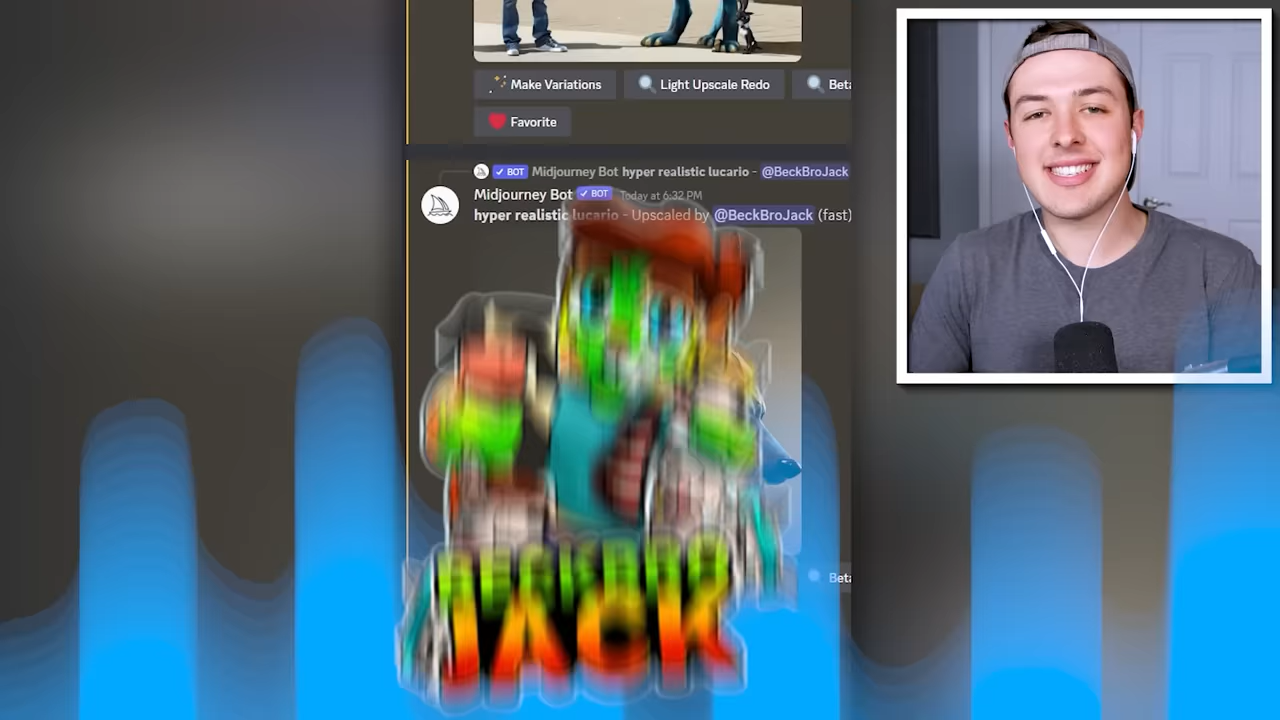 Make Variations
Light Upscale Redo
Beta
Favorite
BOT Midjourney Bot hyper realistic lucario - @BeckBroJack
Midjourney Bot BOT Today at 6:32 PM
hyper realistic lucario - Upscaled by @BeckBroJack (fast)
BECKBRO
JACK
Beta